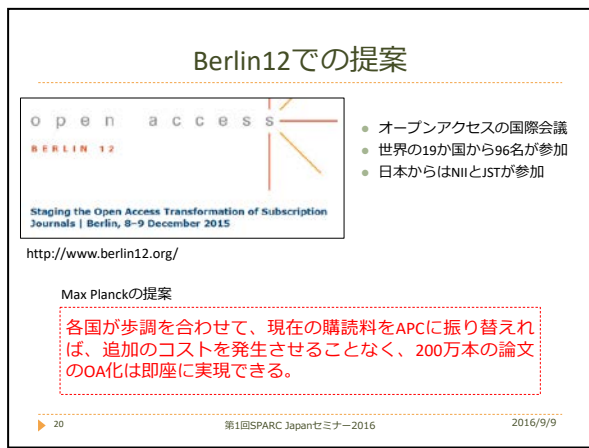 Berlin12での提案
open access
BERLIN 12
Staging the Open Access Transformation of Subscription
Journals | Berlin, 8–9 December 2015
http://www.berlin12.org/
オープンアクセスの国際会議
世界の19か国から96名が参加
日本からはNIIとJSTが参加
Max Planckの提案
各国が歩調を合わせて、現在の購読料をAPCに振り替えれ
ば、追加のコストを発生させることなく、200万本の論文
のOA化は即座に実現できる。
20
第1回SPARC Japanセミナー2016
2016/9/9